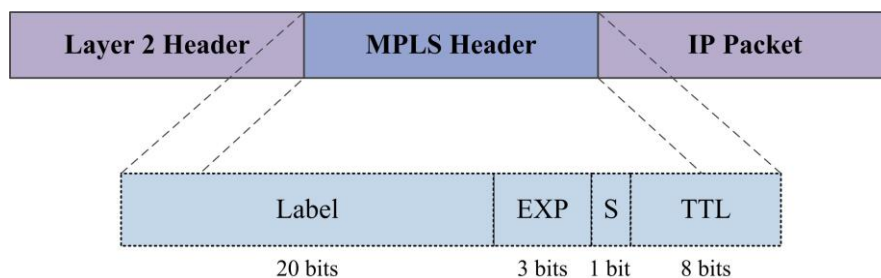 Layer 2 Header MPLS Header IP Packet
Label EXP S TTL
20 bits 3 bits 1 bit 8 bits